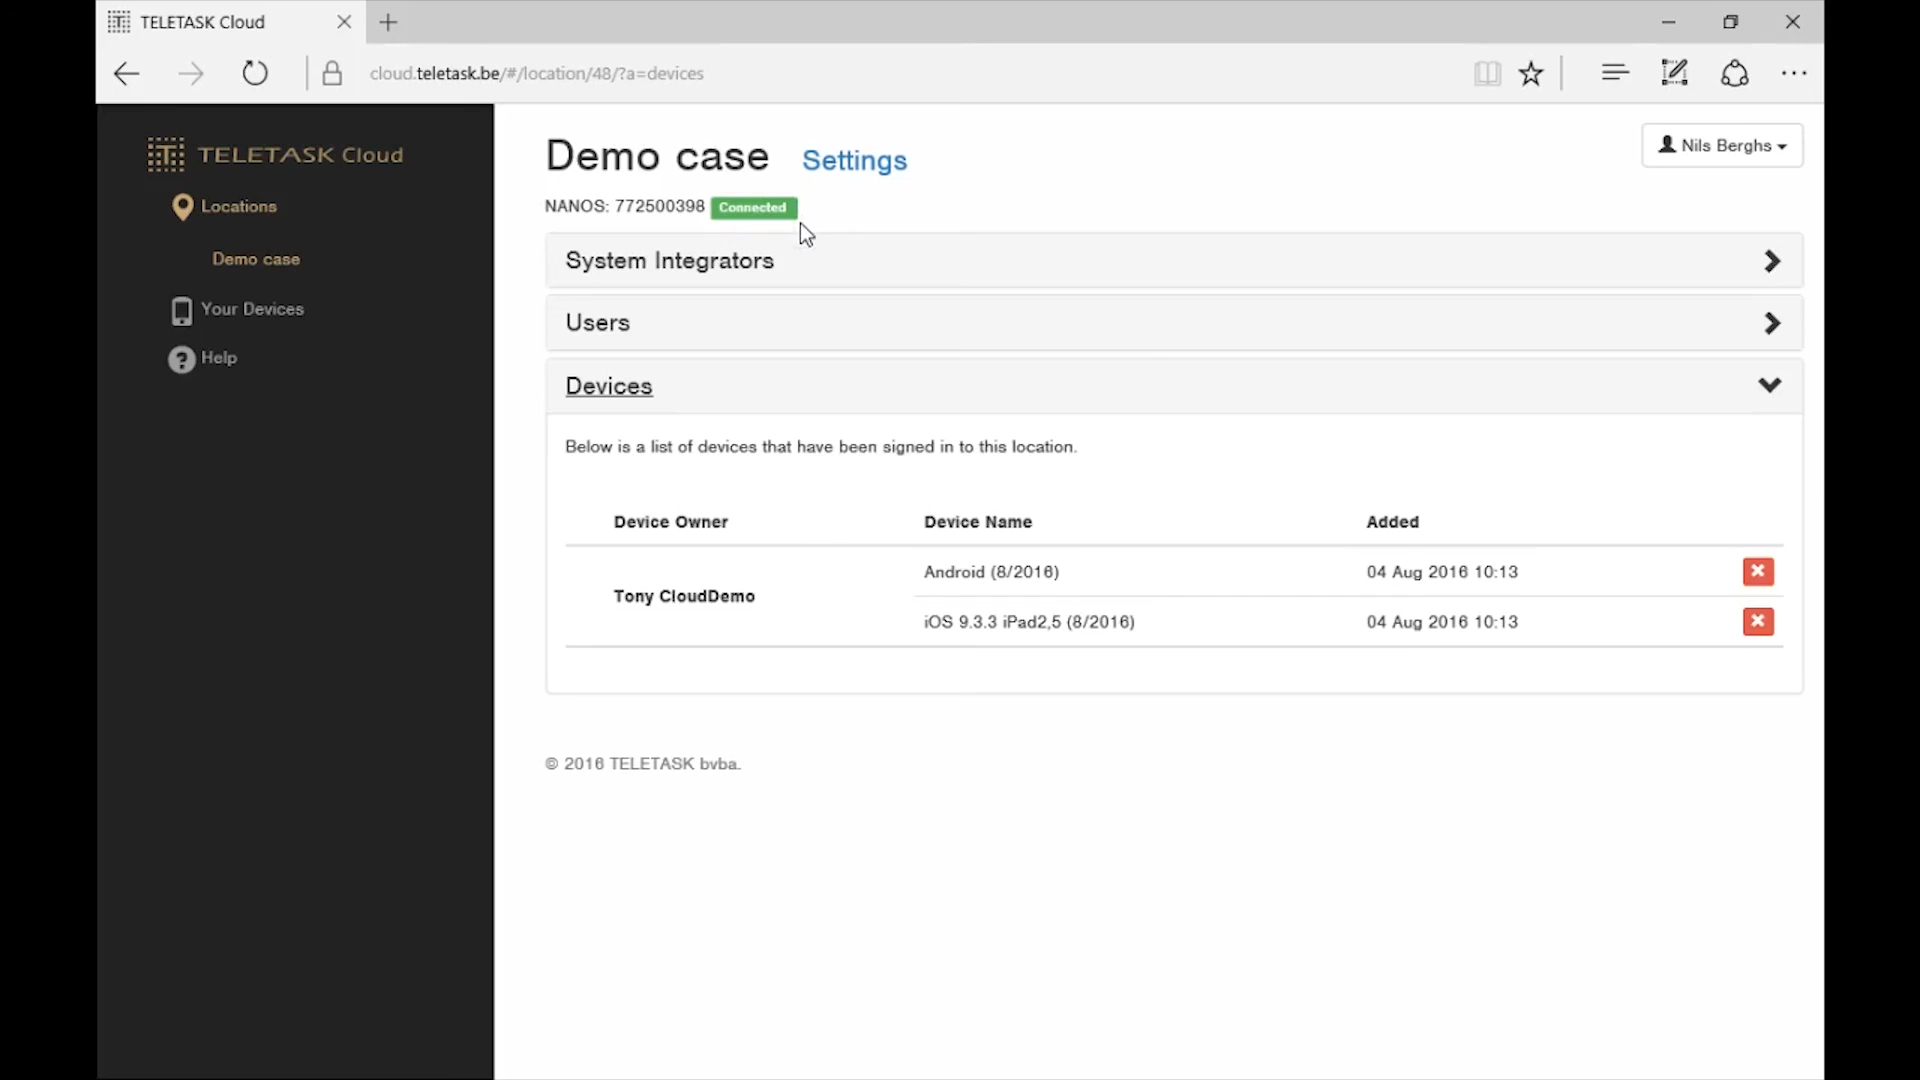 TELETASK Cloud
cloud.teletask.be/#/location/48/?a=devices
TELETASK Cloud
Locations
Demo case
Your Devices
Help
Demo case Settings
Nils Berghs
NANOS: 772500398 Connected
System Integrators
Users
Devices
Below is a list of devices that have been signed in to this location.
Device Owner Device Name Added
Android (8/2016) 04 Aug 2016 10:13
Tony CloudDemo
iOS 9.3.3 iPad2,5 (8/2016) 04 Aug 2016 10:13
© 2016 TELETASK bvba.